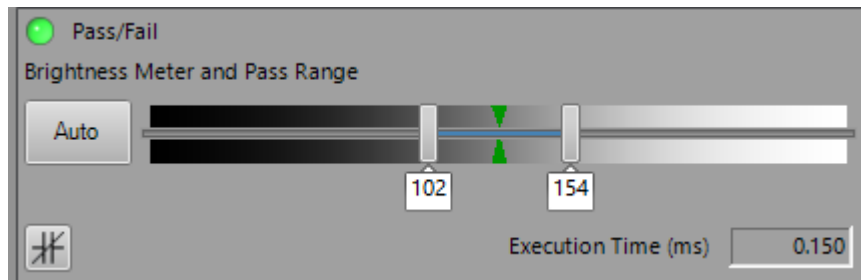 Pass/Fail
Brightness Meter and Pass Range
Auto
102 154
Execution Time (ms) 0.150